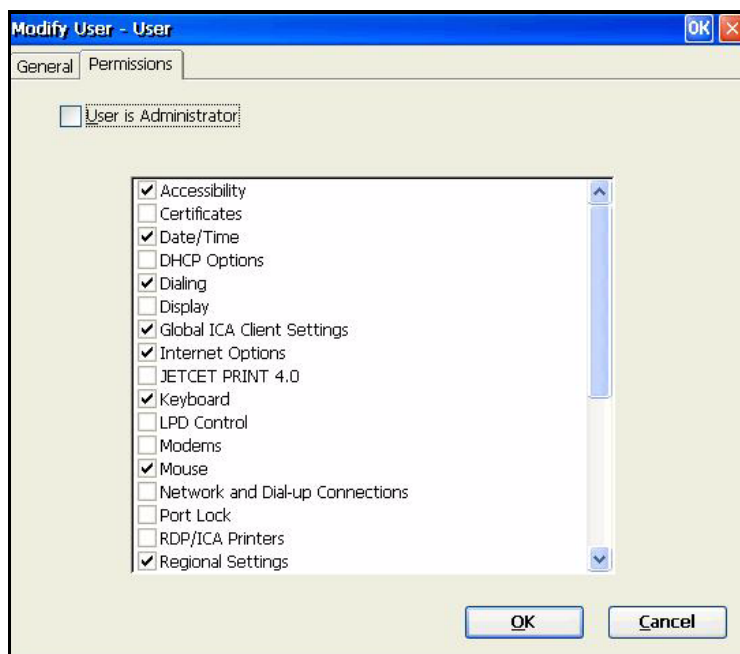 Modify User - User
OK
General
Permissions
User is Administrator
Accessibility
Certificates
Date/Time
DHCP Options
Dialing
Display
Global ICA Client Settings
Internet Options
JETCET PRINT 4.0
Keyboard
LPD Control
Modems
Mouse
Network and Dial-up Connections
Port Lock
RDP/ICA Printers
Regional Settings
OK
Cancel